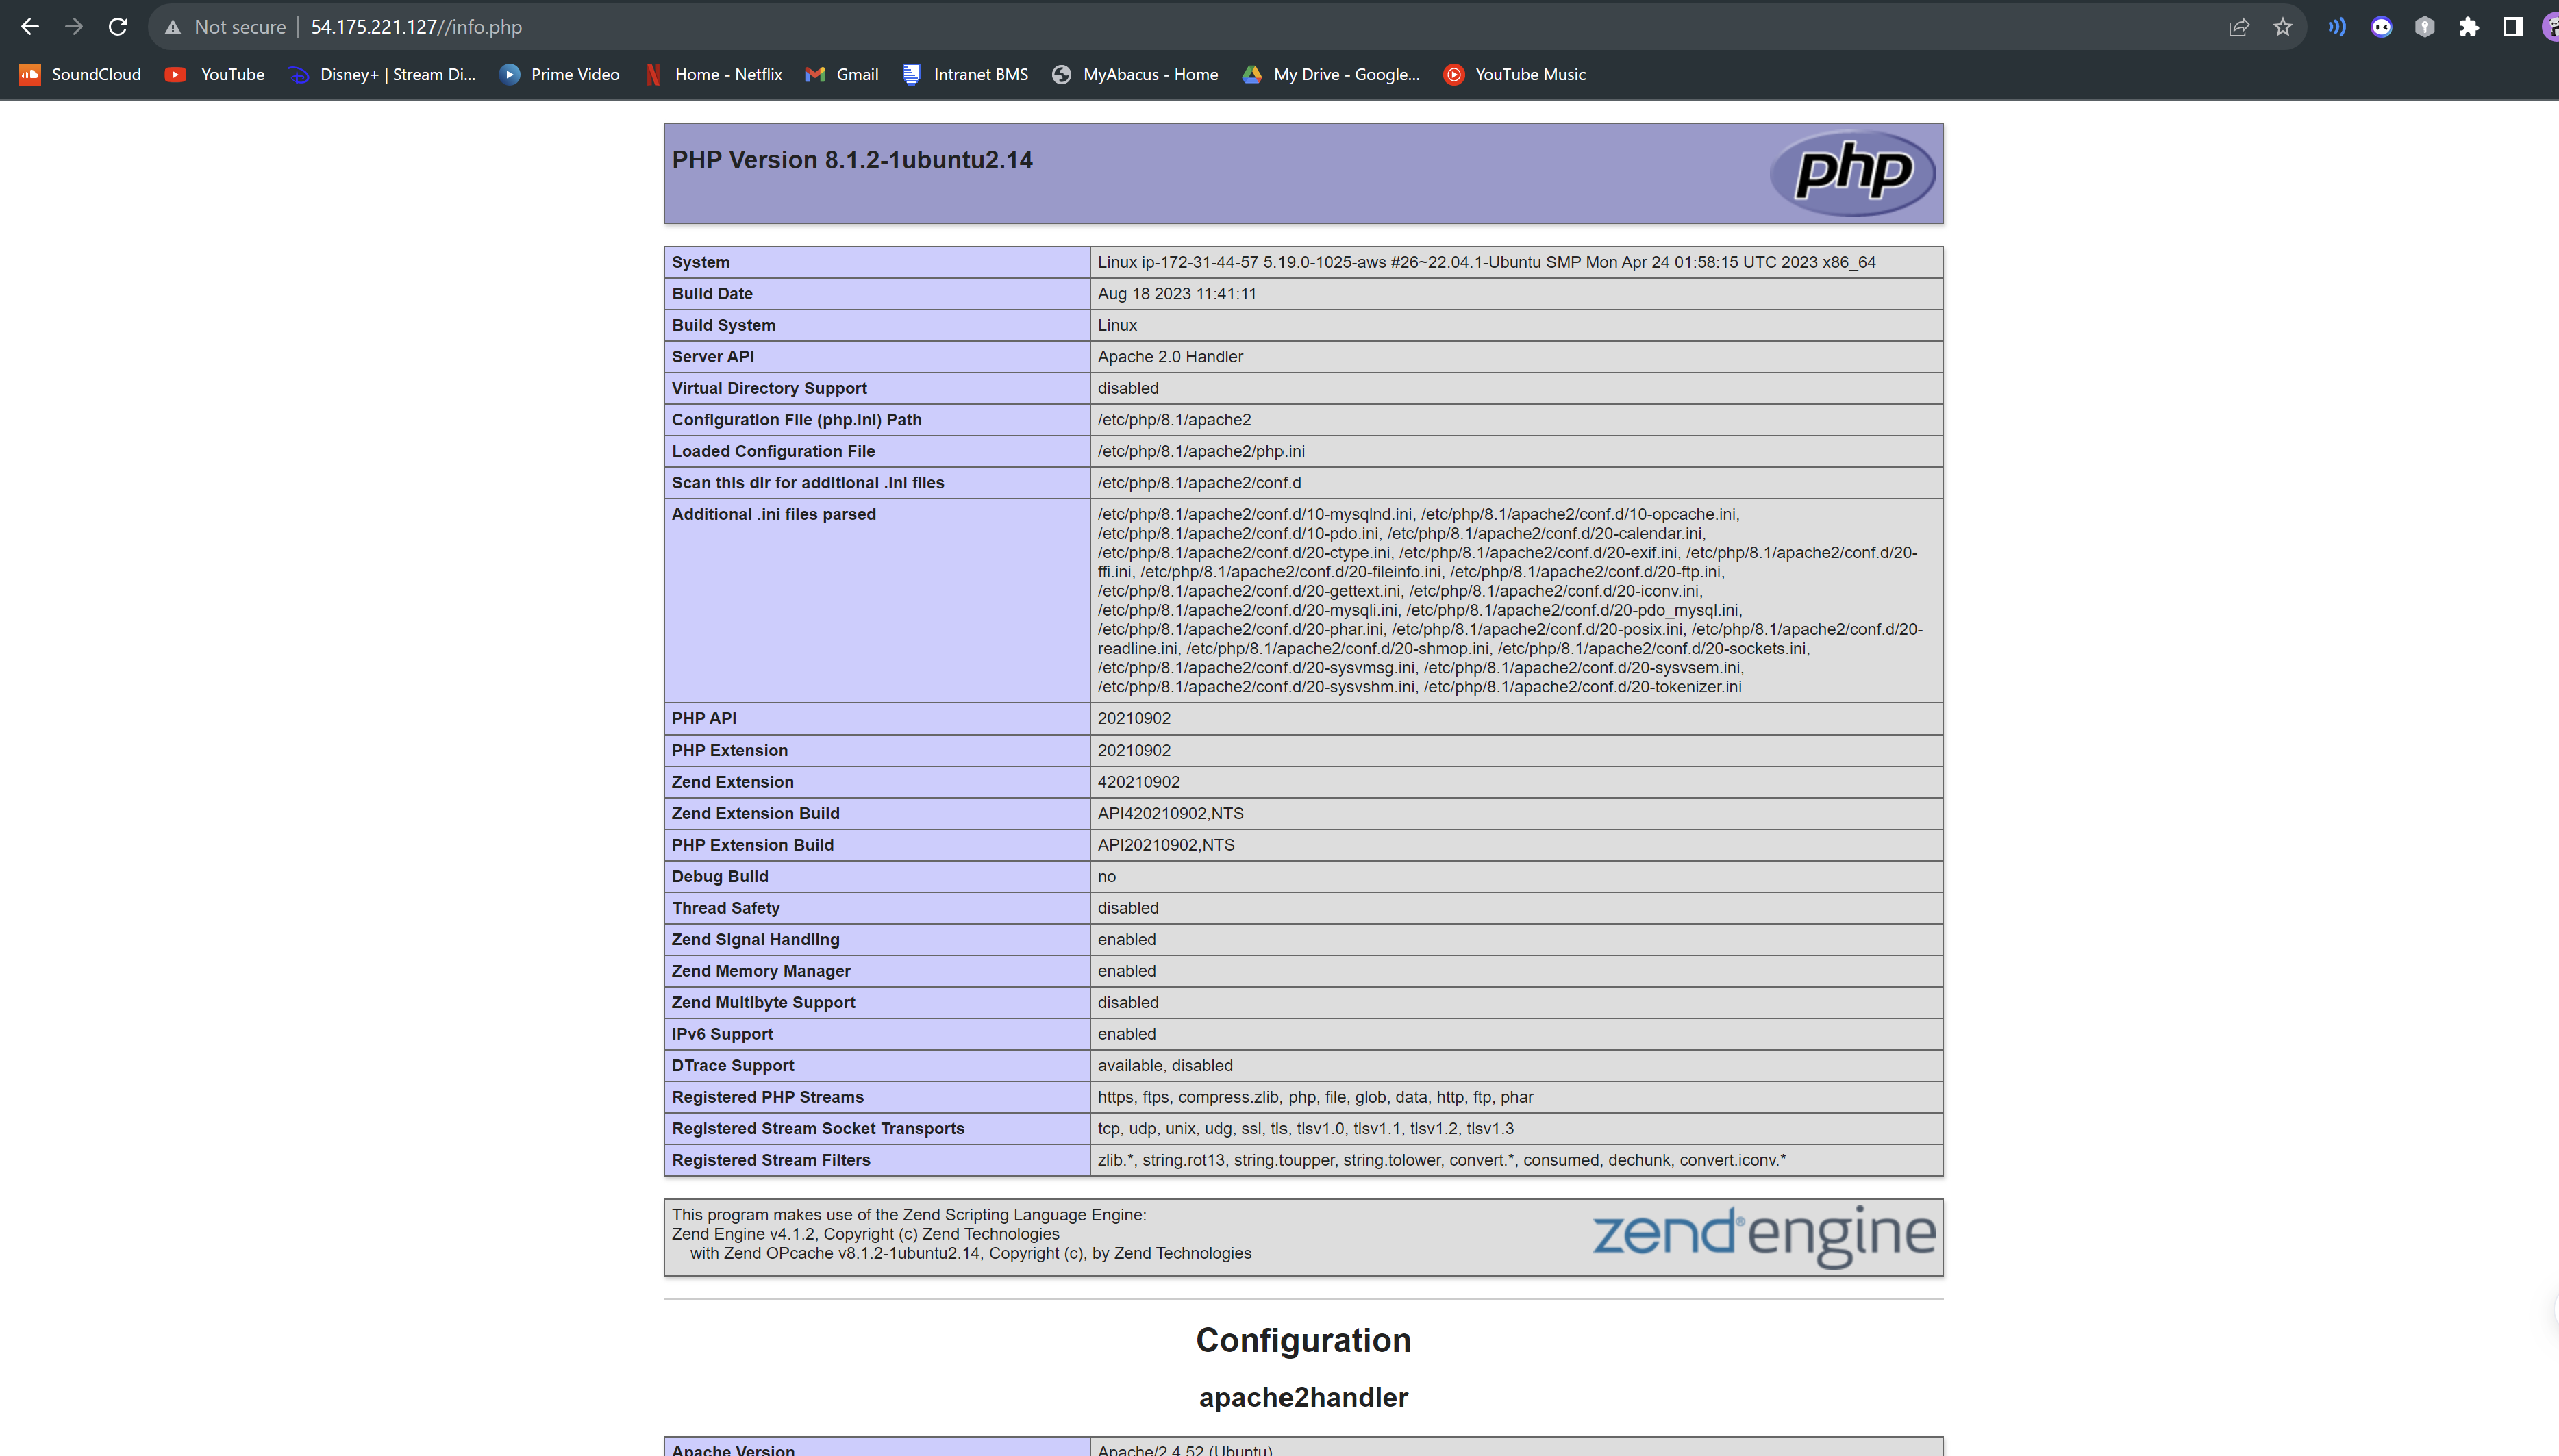 Not secure | 54.175.221.127//info.php
SoundCloud YouTube Disney+ | Stream Di... Prime Video Home - Netflix Gmail Intranet BMS MyAbacus - Home My Drive - Google... YouTube Music
PHP Version 8.1.2-1ubuntu2.14
php
System Linux ip-172-31-44-57 5.19.0-1025-aws #26~22.04.1-Ubuntu SMP Mon Apr 24 01:58:15 UTC 2023 x86_64
Build Date Aug 18 2023 11:41:11
Build System Linux
Server API Apache 2.0 Handler
Virtual Directory Support disabled
Configuration File (php.ini) Path /etc/php/8.1/apache2
Loaded Configuration File /etc/php/8.1/apache2/php.ini
Scan this dir for additional .ini files /etc/php/8.1/apache2/conf.d
Additional .ini files parsed /etc/php/8.1/apache2/conf.d/10-mysqlnd.ini, /etc/php/8.1/apache2/conf.d/10-opcache.ini,
/etc/php/8.1/apache2/conf.d/10-pdo.ini, /etc/php/8.1/apache2/conf.d/20-calendar.ini,
/etc/php/8.1/apache2/conf.d/20-ctype.ini, /etc/php/8.1/apache2/conf.d/20-exif.ini, /etc/php/8.1/apache2/conf.d/20-
ffi.ini, /etc/php/8.1/apache2/conf.d/20-fileinfo.ini, /etc/php/8.1/apache2/conf.d/20-ftp.ini,
/etc/php/8.1/apache2/conf.d/20-gettext.ini, /etc/php/8.1/apache2/conf.d/20-iconv.ini,
/etc/php/8.1/apache2/conf.d/20-mysqli.ini, /etc/php/8.1/apache2/conf.d/20-pdo_mysql.ini,
/etc/php/8.1/apache2/conf.d/20-phar.ini, /etc/php/8.1/apache2/conf.d/20-posix.ini, /etc/php/8.1/apache2/conf.d/20-
readline.ini, /etc/php/8.1/apache2/conf.d/20-shmop.ini, /etc/php/8.1/apache2/conf.d/20-sockets.ini,
/etc/php/8.1/apache2/conf.d/20-sysvmsg.ini, /etc/php/8.1/apache2/conf.d/20-sysvsem.ini,
/etc/php/8.1/apache2/conf.d/20-sysvshm.ini, /etc/php/8.1/apache2/conf.d/20-tokenizer.ini
PHP API 20210902
PHP Extension 20210902
Zend Extension 420210902
Zend Extension Build API420210902,NTS
PHP Extension Build API20210902,NTS
Debug Build no
Thread Safety disabled
Zend Signal Handling enabled
Zend Memory Manager enabled
Zend Multibyte Support disabled
IPv6 Support enabled
DTrace Support available, disabled
Registered PHP Streams https, ftps, compress.zlib, php, file, glob, data, http, ftp, phar
Registered Stream Socket Transports tcp, udp, unix, udg, ssl, tls, tlsv1.0, tlsv1.1, tlsv1.2, tlsv1.3
Registered Stream Filters zlib.*, string.rot13, string.toupper, string.tolower, convert.*, consumed, dechunk, convert.iconv.*
This program makes use of the Zend Scripting Language Engine:
Zend Engine v4.1.2, Copyright (c) Zend Technologies
with Zend OPcache v8.1.2-1ubuntu2.14, Copyright (c), by Zend Technologies
zend® engine
Configuration
apache2handler
Apache Version Apache/2.4.52 (Ubuntu)